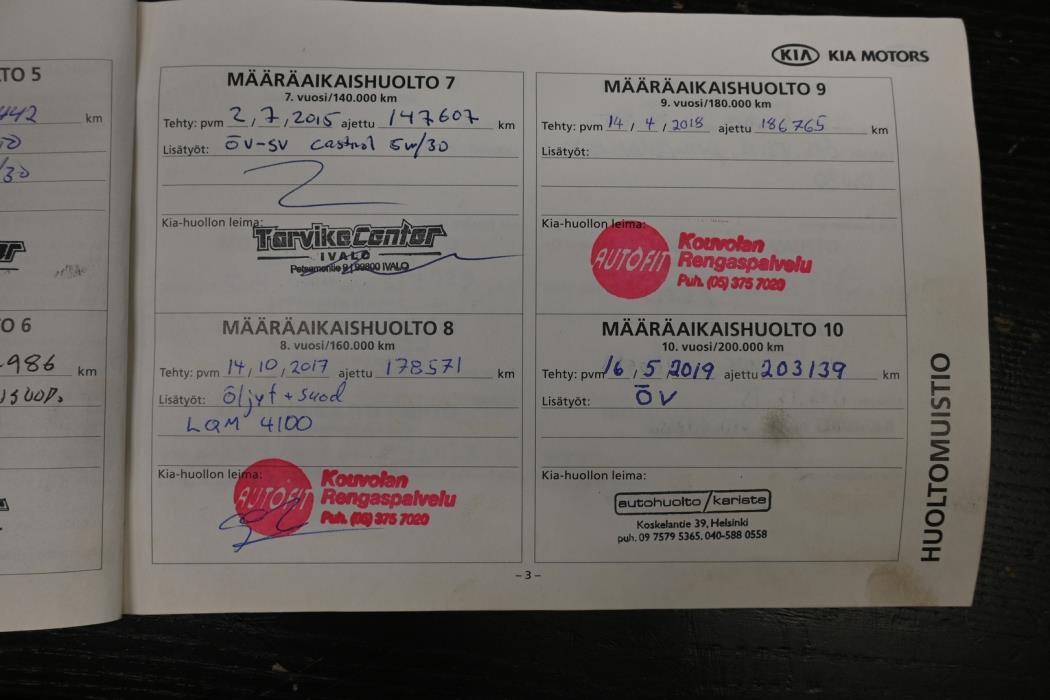 KIA KIA MOTORS
TO 5
442 km
/30
O 6
986 km
MÄÄRÄAIKAISHUOLTO 7
7. vuosi/140.000 km
Tehty: pvm 2 , 7 , 2015 ajettu 147607 km
Lisätyöt: ÖV-SV Castrol 5w/30
Kia-huollon leima:
TarvikeCenter
IVALO
Petsamontie 9 | 99800 IVALO
MÄÄRÄAIKAISHUOLTO 8
8. vuosi/160.000 km
Tehty: pvm 14 , 10 , 2017 ajettu 178571 km
Lisätyöt: Öljyt + suod
LQM 4100
Kia-huollon leima:
AUTOFIT
Kouvolan
Rengaspalvelu
Puh. (05) 375 7020
MÄÄRÄAIKAISHUOLTO 9
9. vuosi/180.000 km
Tehty: pvm 14 / 4 / 2018 ajettu 186765 km
Lisätyöt:
Kia-huollon leima:
AUTOFIT
Kouvolan
Rengaspalvelu
Puh. (05) 375 7020
MÄÄRÄAIKAISHUOLTO 10
10. vuosi/200.000 km
Tehty: pvm 16 , 5 , 2019 ajettu 203139 km
Lisätyöt: ÖV
Kia-huollon leima:
autohuolto/kariste
Koskelantie 39, Helsinki
puh. 09 7579 5365, 040-588 0558
HUOLTOMUISTIO
– 3 –